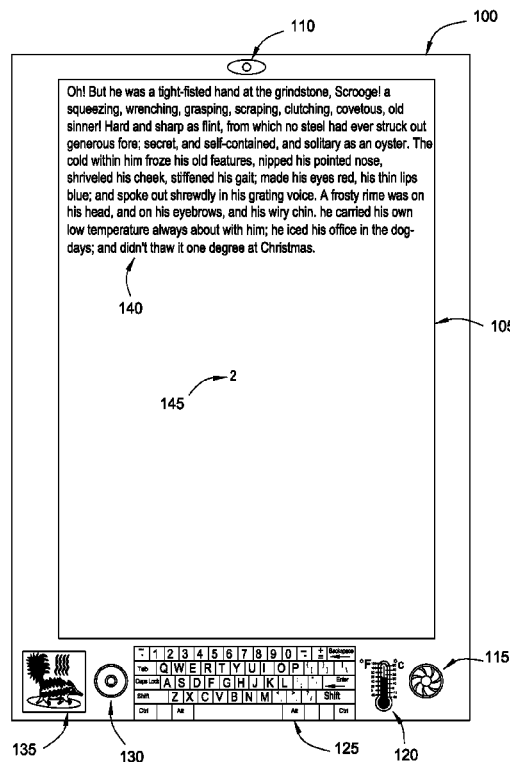 110
100
Oh! But he was a tight-fisted hand at the grindstone, Scrooge! a
squeezing, wrenching, grasping, scraping, clutching, covetous, old
sinner! Hard and sharp as flint, from which no steel had ever struck out
generous fore; secret, and self-contained, and solitary as an oyster. The
cold within him froze his old features, nipped his pointed nose,
shriveled his cheek, stiffened his gait; made his eyes red, his thin lips
blue; and spoke out shrewdly in his grating voice. A frosty rime was on
his head, and on his eyebrows, and his wiry chin. he carried his own
low temperature always about with him; he iced his office in the dog-
days; and didn't thaw it one degree at Christmas.
140
105
2
145
1 2 3 4 5 6 7 8 9 0 Backspace
Tab Q W E R T Y U I O P
Caps Lock A S D F G H J K L Enter
Shift Z X C V B N M Shift
Ctrl Alt Alt Ctrl
°F °C
115
135
130
125
120